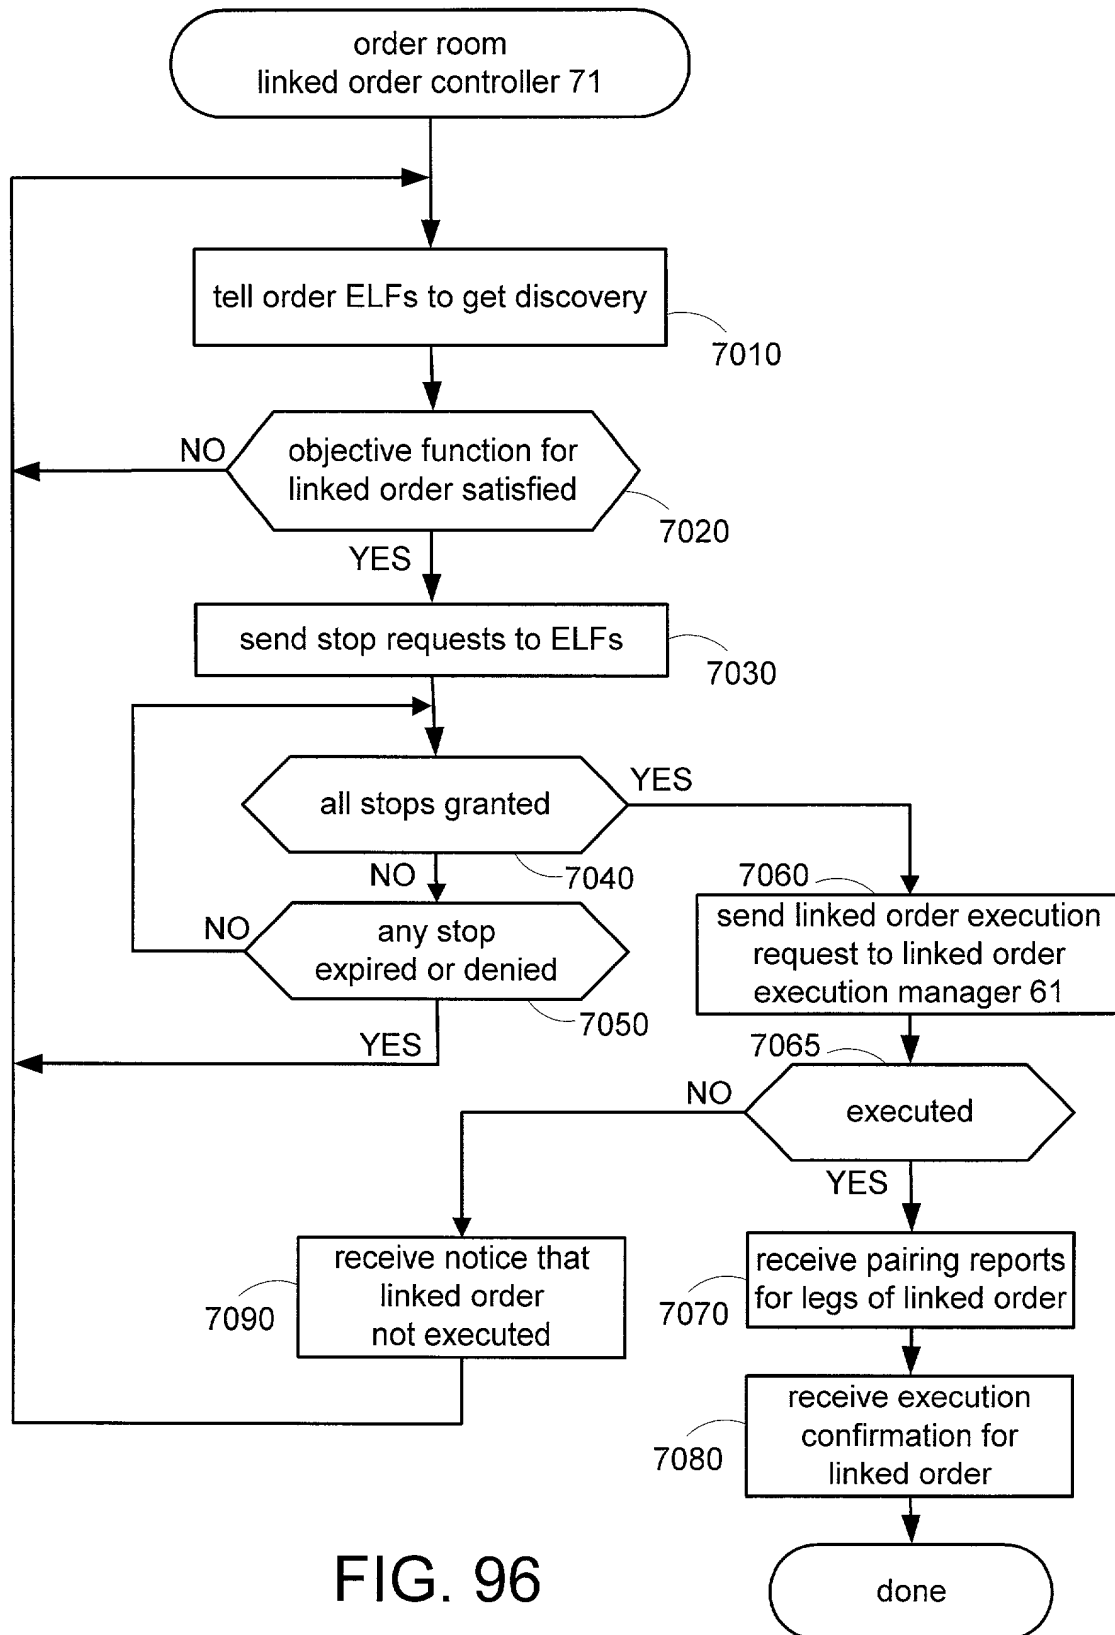 order room
linked order controller 71
tell order ELFs to get discovery
7010
NO
objective function for
linked order satisfied
7020
YES
send stop requests to ELFs
7030
all stops granted
YES
7040
NO
7060
send linked order execution
request to linked order
execution manager 61
NO
any stop
expired or denied
7050
YES
7065
NO
executed
YES
receive notice that
linked order
not executed
7090
receive pairing reports
for legs of linked order
7070
receive execution
confirmation for
linked order
7080
done
FIG. 96